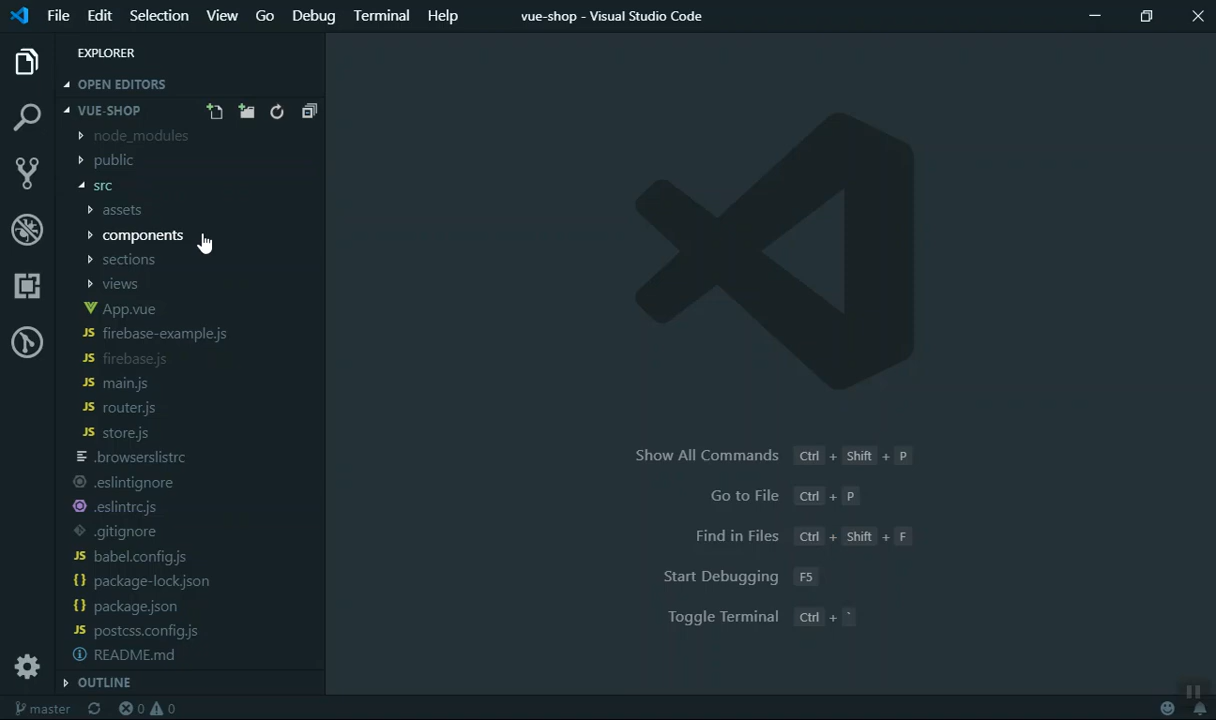 File Edit Selection View Go Debug Terminal Help
vue-shop - Visual Studio Code
EXPLORER
OPEN EDITORS
VUE-SHOP
node_modules
public
src
assets
components
sections
views
App.vue
JS firebase-example.js
JS firebase.js
JS main.js
JS router.js
JS store.js
.browserslistrc
.eslintignore
.eslintrc.js
.gitignore
JS babel.config.js
{} package-lock.json
{} package.json
JS postcss.config.js
README.md
OUTLINE
Show All Commands Ctrl + Shift + P
Go to File Ctrl + P
Find in Files Ctrl + Shift + F
Start Debugging F5
Toggle Terminal Ctrl + `
master 0 0